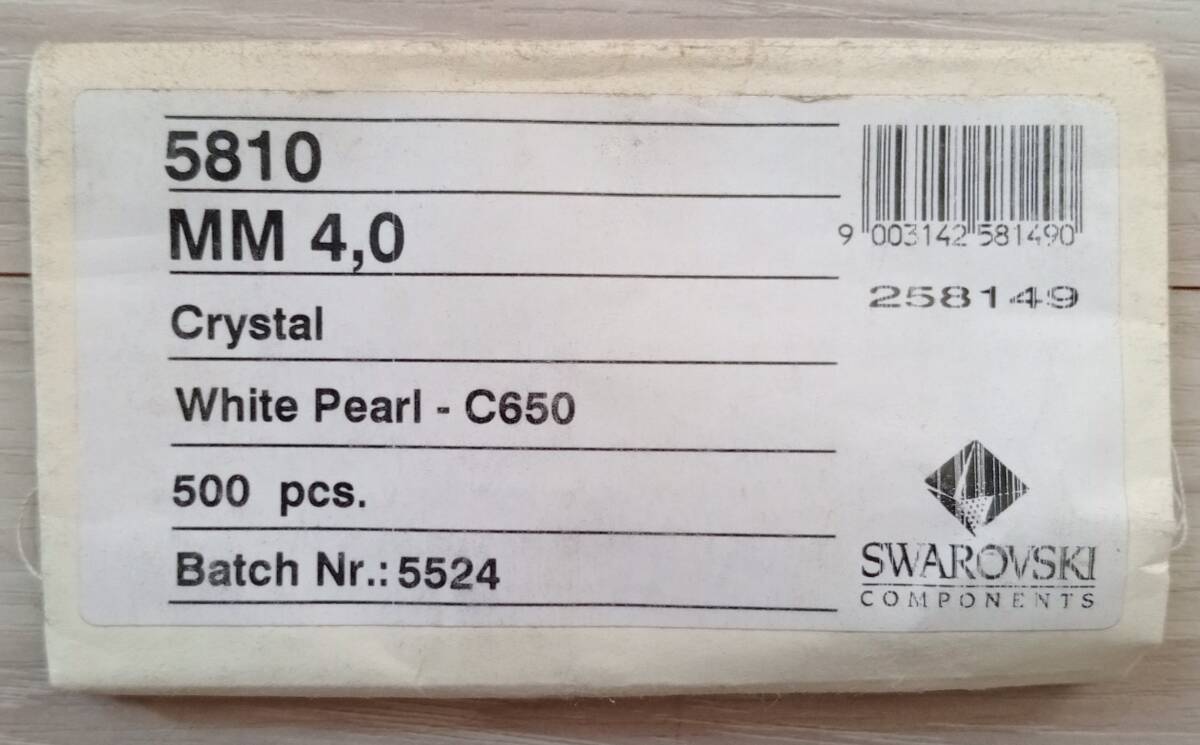 5810
MM 4,0
Crystal
White Pearl - C650
500 pcs.
Batch Nr.: 5524
9 003142 581490
258149
SWAROVSKI
COMPONENTS